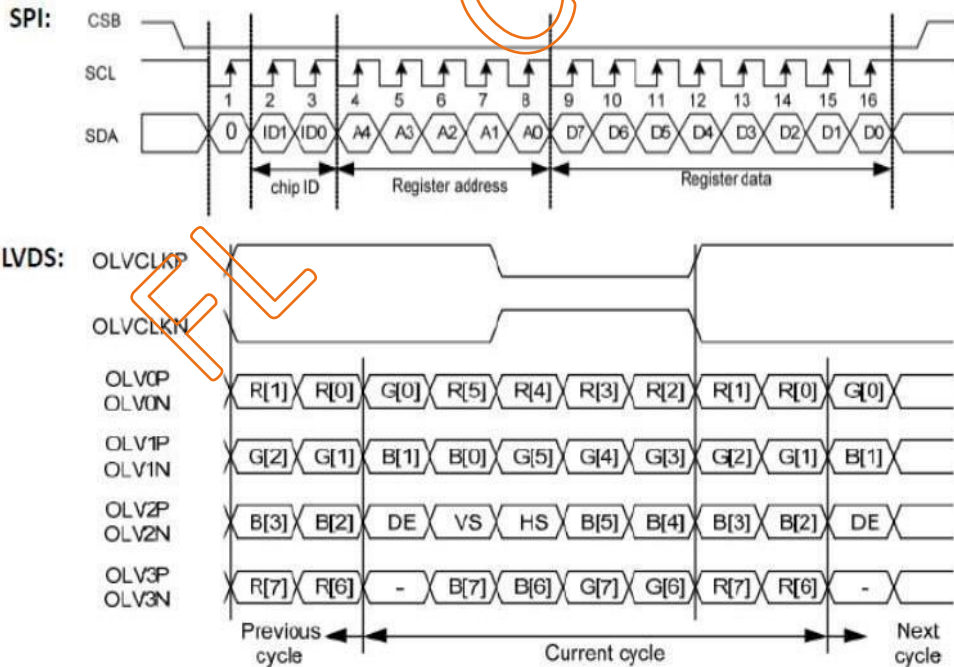 SPI:
CSB
SCL
1 2 3 4 5 6 7 8 9 10 11 12 13 14 15 16
SDA 0 ID1 ID0 A4 A3 A2 A1 A0 D7 D6 D5 D4 D3 D2 D1 D0
chip ID Register address Register data
LVDS:
OLVCLKP
OLVCLKN
OLV0P
OLV0N
R[1] R[0] G[0] R[5] R[4] R[3] R[2] R[1] R[0] G[0]
OLV1P
OLV1N
G[2] G[1] B[1] B[0] G[5] G[4] G[3] G[2] G[1] B[1]
OLV2P
OLV2N
B[3] B[2] DE VS HS B[5] B[4] B[3] B[2] DE
OLV3P
OLV3N
R[7] R[6] - B[7] B[6] G[7] G[6] R[7] R[6] -
Previous
cycle
Current cycle
Next
cycle